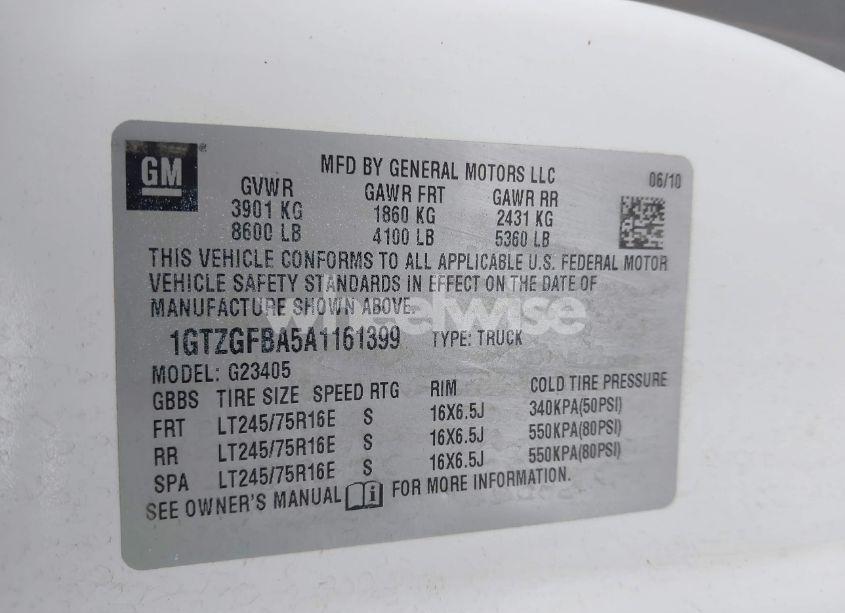 GM
MFD BY GENERAL MOTORS LLC 06/10
GVWR GAWR FRT GAWR RR
3901 KG 1860 KG 2431 KG
8600 LB 4100 LB 5360 LB
THIS VEHICLE CONFORMS TO ALL APPLICABLE U.S. FEDERAL MOTOR
VEHICLE SAFETY STANDARDS IN EFFECT ON THE DATE OF
MANUFACTURE SHOWN ABOVE.
wheelwise
1GTZGFBA5A1161399 TYPE: TRUCK
MODEL: G23405
GBBS TIRE SIZE SPEED RTG RIM COLD TIRE PRESSURE
FRT LT245/75R16E S 16X6.5J 340KPA(50PSI)
RR LT245/75R16E S 16X6.5J 550KPA(80PSI)
SPA LT245/75R16E S 16X6.5J 550KPA(80PSI)
SEE OWNER'S MANUAL FOR MORE INFORMATION.